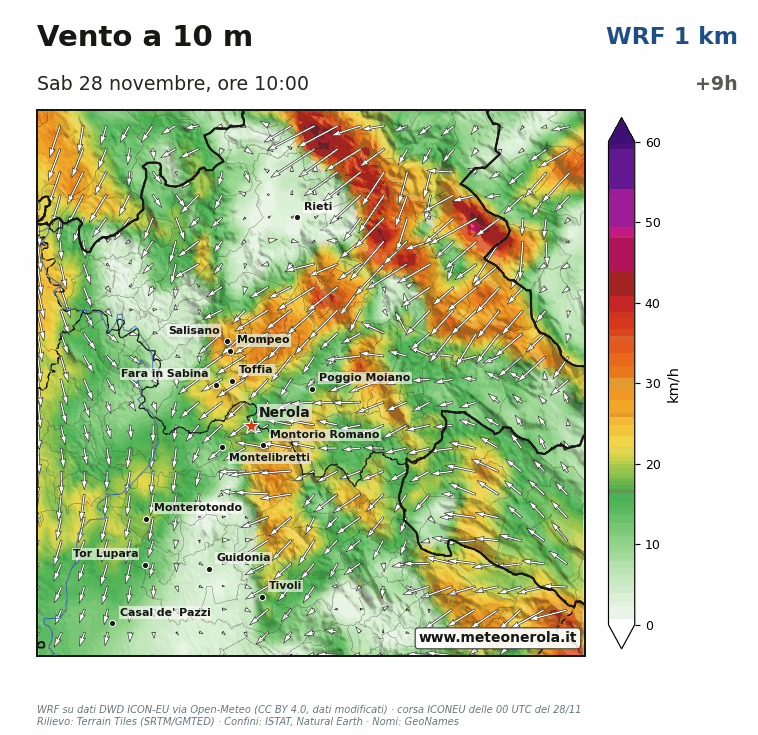 Vento a 10 m
WRF 1 km
Sab 28 novembre, ore 10:00
+9h
Rieti
Salisano
Mompeo
Fara in Sabina
Toffia
Poggio Moiano
Nerola
Montorio Romano
Montelibretti
Monterotondo
Tor Lupara
Guidonia
Tivoli
Casal de' Pazzi
www.meteonerola.it
60
50
40
30
20
10
0
km/h
WRF su dati DWD ICON-EU via Open-Meteo (CC BY 4.0, dati modificati) · corsa ICONEU delle 00 UTC del 28/11
Rilievo: Terrain Tiles (SRTM/GMTED) · Confini: ISTAT, Natural Earth · Nomi: GeoNames